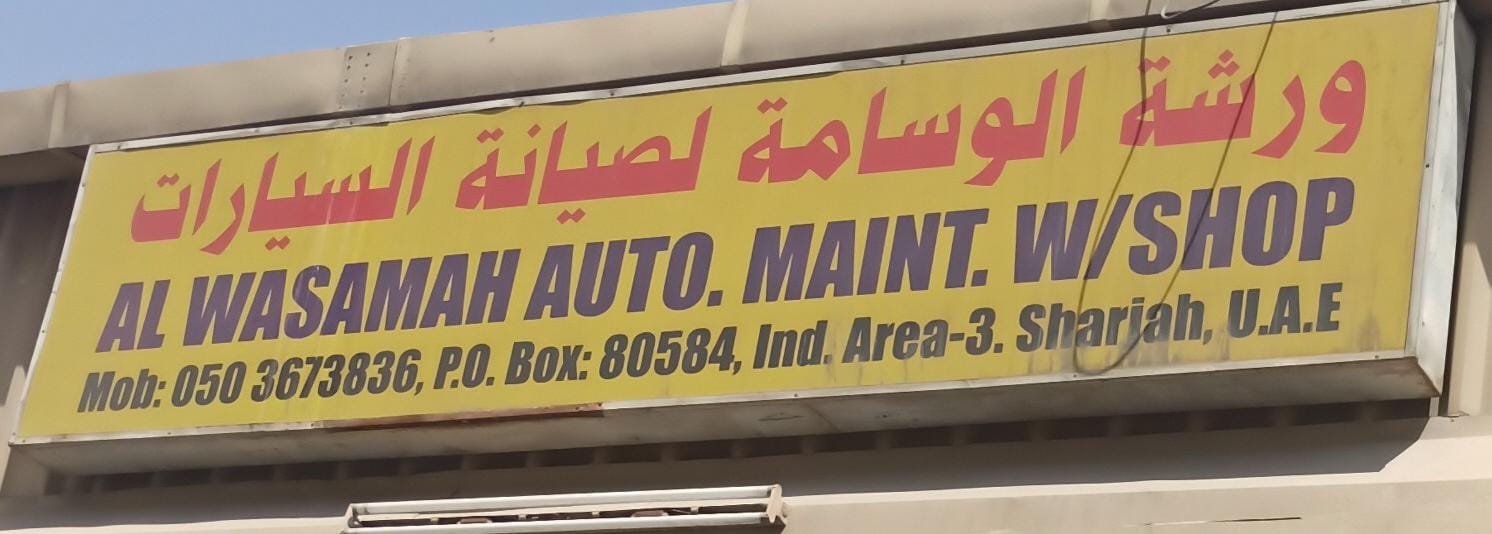 ورشة الوسامة لصيانة السيارات
AL WASAMAH AUTO. MAINT. W/SHOP
Mob: 050 3673836, P.O. Box: 80584, Ind. Area-3. Sharjah, U.A.E